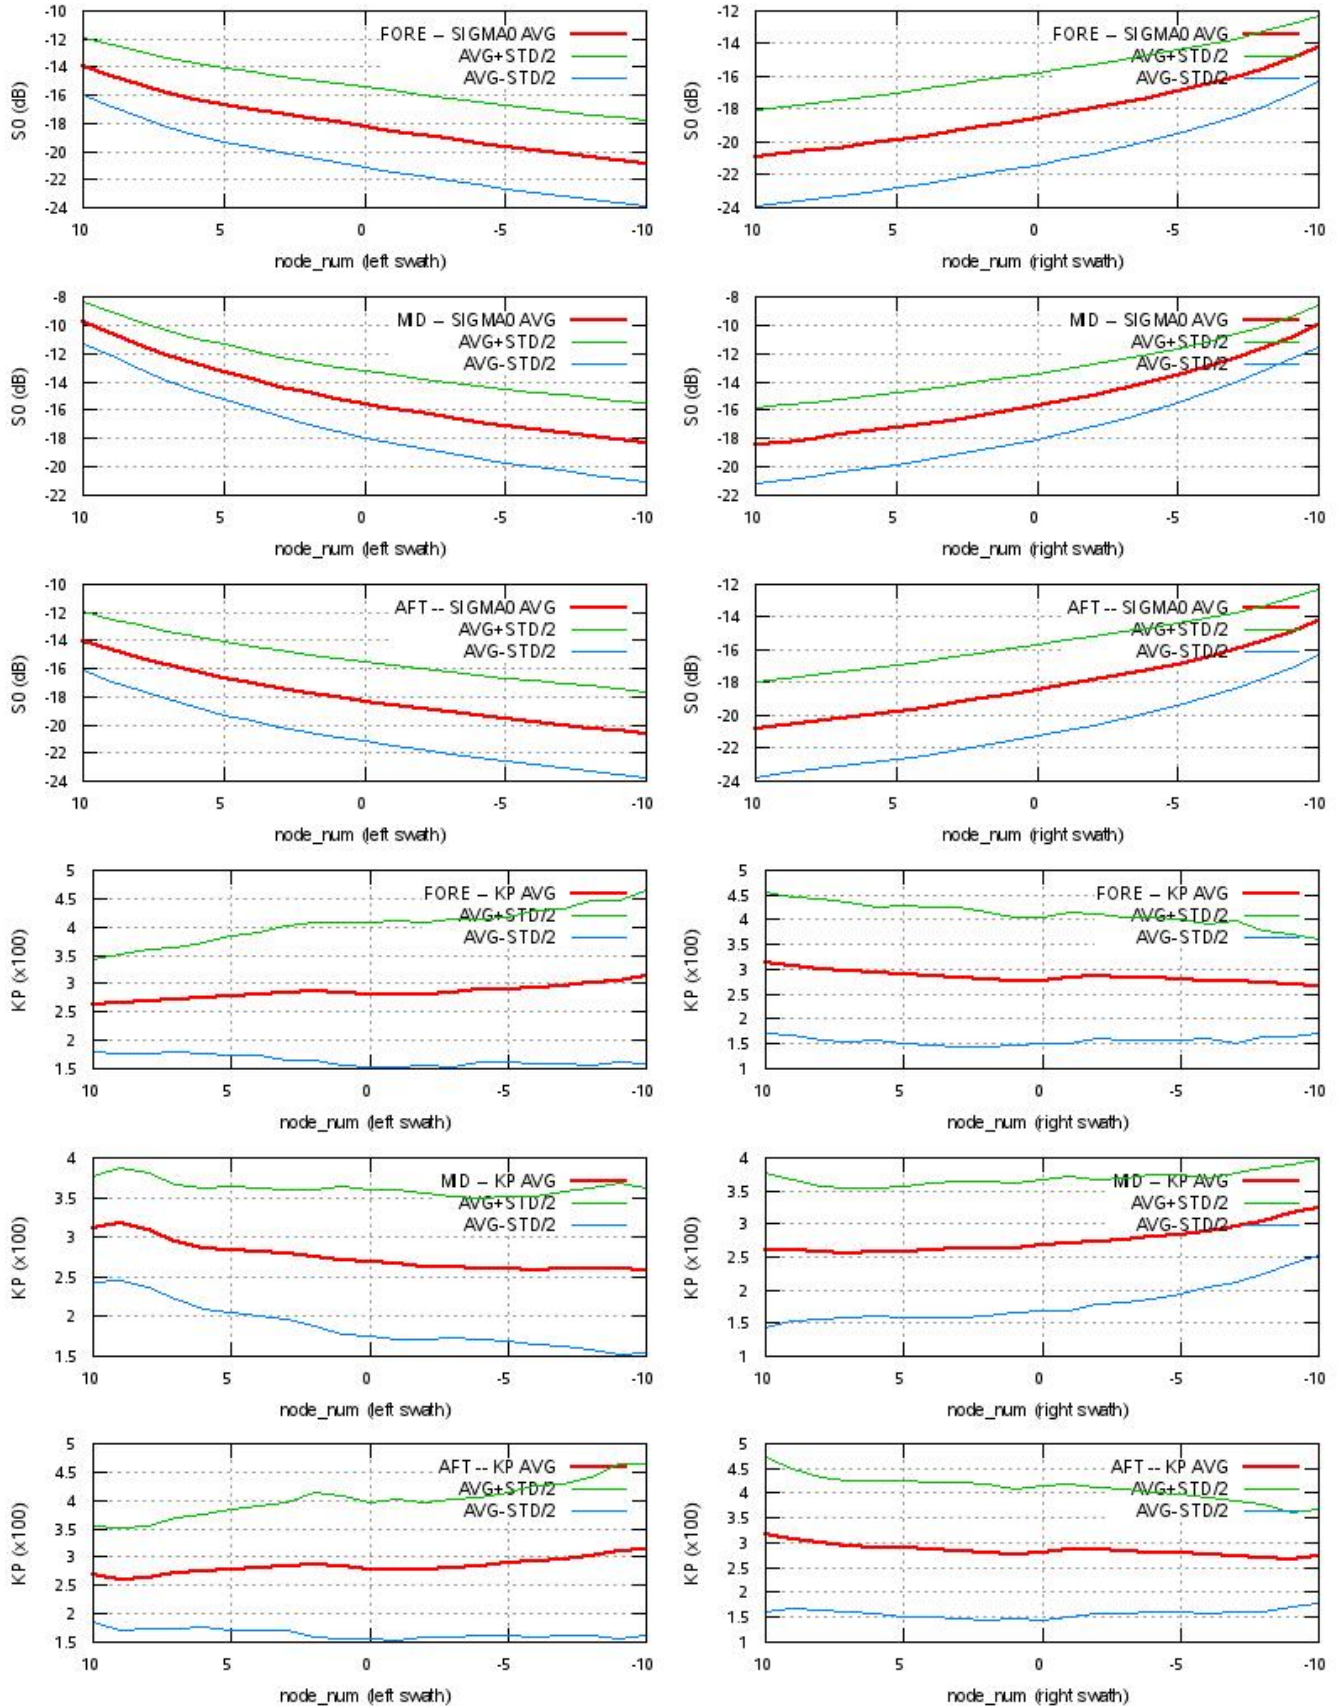 -10
-12
-14
-16
-18
-20
-22
-24
S0 (dB)
FORE -- SIGMA0 AVG
AVG+STD/2
AVG-STD/2
10 5 0 -5 -10
node_num (left swath)
-12
-14
-16
-18
-20
-22
-24
S0 (dB)
FORE -- SIGMA0 AVG
AVG+STD/2
AVG-STD/2
10 5 0 -5 -10
node_num (right swath)
-8
-10
-12
-14
-16
-18
-20
-22
S0 (dB)
MID -- SIGMA0 AVG
AVG+STD/2
AVG-STD/2
10 5 0 -5 -10
node_num (left swath)
-8
-10
-12
-14
-16
-18
-20
-22
S0 (dB)
MID -- SIGMA0 AVG
AVG+STD/2
AVG-STD/2
10 5 0 -5 -10
node_num (right swath)
-10
-12
-14
-16
-18
-20
-22
-24
S0 (dB)
AFT -- SIGMA0 AVG
AVG+STD/2
AVG-STD/2
10 5 0 -5 -10
node_num (left swath)
-12
-14
-16
-18
-20
-22
-24
S0 (dB)
AFT -- SIGMA0 AVG
AVG+STD/2
AVG-STD/2
10 5 0 -5 -10
node_num (right swath)
5
4.5
4
3.5
3
2.5
2
1.5
KP (x100)
FORE -- KP AVG
AVG+STD/2
AVG-STD/2
10 5 0 -5 -10
node_num (left swath)
5
4.5
4
3.5
3
2.5
2
1.5
1
KP (x100)
FORE -- KP AVG
AVG+STD/2
AVG-STD/2
10 5 0 -5 -10
node_num (right swath)
4
3.5
3
2.5
2
1.5
KP (x100)
MID -- KP AVG
AVG+STD/2
AVG-STD/2
10 5 0 -5 -10
node_num (left swath)
4
3.5
3
2.5
2
1.5
1
KP (x100)
MID -- KP AVG
AVG+STD/2
AVG-STD/2
10 5 0 -5 -10
node_num (right swath)
5
4.5
4
3.5
3
2.5
2
1.5
KP (x100)
AFT -- KP AVG
AVG+STD/2
AVG-STD/2
10 5 0 -5 -10
node_num (left swath)
5
4.5
4
3.5
3
2.5
2
1.5
1
KP (x100)
AFT -- KP AVG
AVG+STD/2
AVG-STD/2
10 5 0 -5 -10
node_num (right swath)